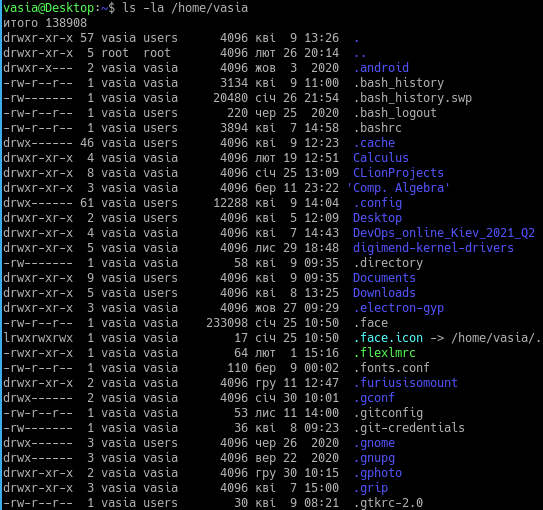 vasia@Desktop:~$ ls -la /home/vasia
итого 138908
drwxr-xr-x 57 vasia users 4096 кві 9 13:26 .
drwxr-xr-x 5 root root 4096 лют 26 20:14 ..
drwxr-x--- 2 vasia vasia 4096 жов 3 2020 .android
-rw-r--r-- 1 vasia users 3134 кві 9 11:00 .bash_history
-rw------- 1 vasia vasia 20480 січ 26 21:54 .bash_history.swp
-rw-r--r-- 1 vasia users 220 чер 25 2020 .bash_logout
-rw-r--r-- 1 vasia users 3894 кві 7 14:58 .bashrc
drwx------ 46 vasia users 4096 кві 9 12:23 .cache
drwxr-xr-x 4 vasia vasia 4096 лют 19 12:51 Calculus
drwxr-xr-x 8 vasia vasia 4096 січ 25 13:09 CLionProjects
drwxr-xr-x 3 vasia vasia 4096 бер 11 23:22 'Comp. Algebra'
drwx------ 61 vasia users 12288 кві 9 14:04 .config
drwxr-xr-x 2 vasia users 4096 кві 5 12:09 Desktop
drwxr-xr-x 4 vasia vasia 4096 кві 7 14:43 DevOps_online_Kiev_2021_Q2
drwxr-xr-x 5 vasia vasia 4096 лис 29 18:48 digimend-kernel-drivers
-rw------- 1 vasia vasia 58 кві 9 09:35 .directory
drwxr-xr-x 9 vasia users 4096 кві 9 09:35 Documents
drwxr-xr-x 5 vasia users 4096 кві 8 13:25 Downloads
drwxr-xr-x 3 vasia users 4096 жов 27 09:29 .electron-gyp
-rw-r--r-- 1 vasia vasia 233098 січ 25 10:50 .face
lrwxrwxrwx 1 vasia vasia 17 січ 25 10:50 .face.icon -> /home/vasia/.
-rwxr-xr-x 1 vasia vasia 64 лют 1 15:16 .flexlmrc
-rw-r--r-- 1 vasia vasia 110 бер 9 00:02 .fonts.conf
drwxr-xr-x 2 vasia vasia 4096 гру 11 12:47 .furiusisomount
drwx------ 2 vasia vasia 4096 січ 30 10:01 .gconf
-rw-r--r-- 1 vasia vasia 53 лис 11 14:00 .gitconfig
-rw------- 1 vasia vasia 36 кві 8 09:23 .git-credentials
drwx------ 3 vasia users 4096 чер 26 2020 .gnome
drwx------ 3 vasia vasia 4096 вер 22 2020 .gnupg
drwxr-xr-x 2 vasia vasia 4096 гру 30 10:15 .gphoto
drwxr-xr-x 3 vasia vasia 4096 кві 7 15:00 .grip
-rw-r--r-- 1 vasia users 30 кві 9 08:21 .gtkrc-2.0